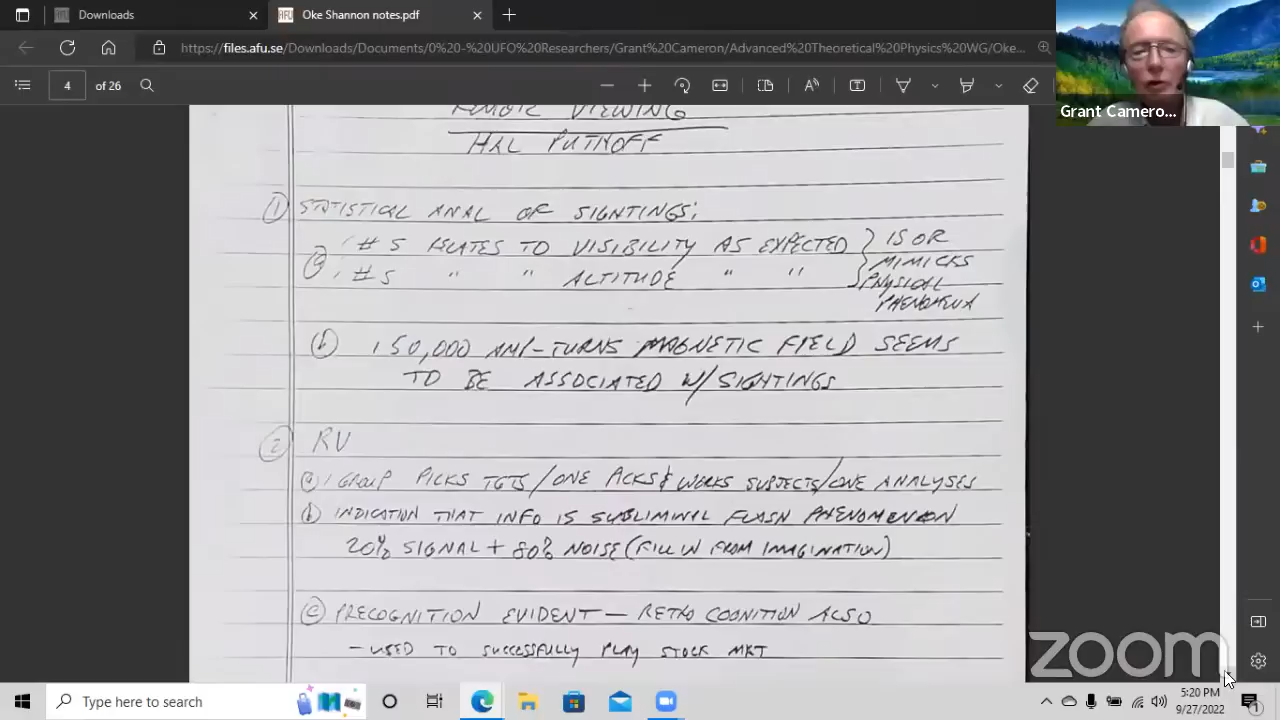 Downloads
Oke Shannon notes.pdf
https://files.afu.se/Downloads/Documents/0%20-%20UFO%20Researchers/Grant%20Cameron/Advanced%20Theoretical%20Physics%20WG/Oke...
4 of 26
Grant Camero...
REMOTE VIEWING
HAL PUTHOFF
1 STATISTICAL ANAL OF SIGHTINGS;
a #S RELATES TO VISIBILITY AS EXPECTED } IS OR
#S " " ALTITUDE " " MIMICKS
PHYSICAL
PHENOMENA
b 150,000 AMP-TURNS MAGNETIC FIELD SEEMS
TO BE ASSOCIATED W/SIGHTINGS
2 RV
a 1 GROUP PICKS TGTS/ONE & WORKS SUBJECTS/ONE ANALYSES
b INDICATION THAT INFO IS SUBLIMINAL FLASH PHENOMENON
20% SIGNAL + 80% NOISE (FILL IN FROM IMAGINATION)
c PRECOGNITION EVIDENT — RETRO COGNITION ALSO
- USED TO SUCCESSFULLY PLAY STOCK MKT
zoom
Type here to search
5:20 PM
9/27/2022